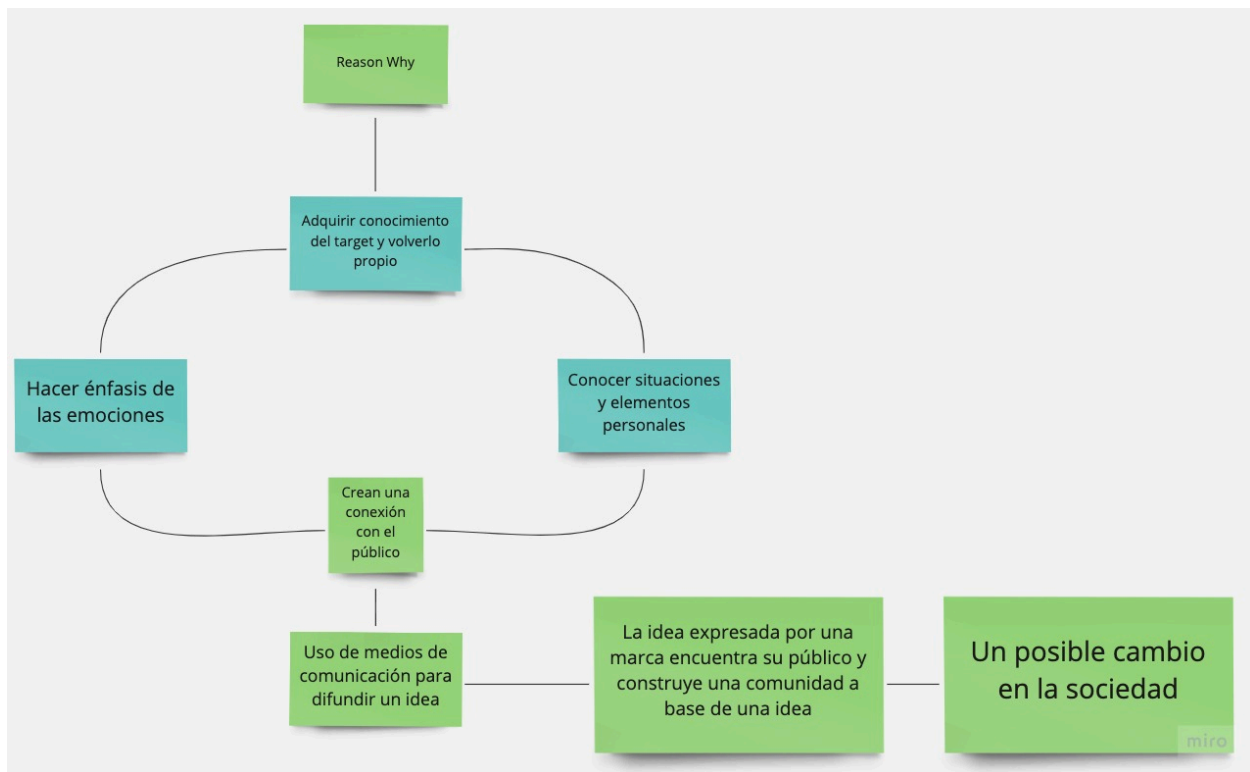 Reason Why
Adquirir conocimiento
del target y volverlo
propio
Hacer énfasis de
las emociones
Conocer situaciones
y elementos
personales
Crean una
conexión
con el
público
Uso de medios de
comunicación para
difundir un idea
La idea expresada por una
marca encuentra su público y
construye una comunidad a
base de una idea
Un posible cambio
en la sociedad
miro